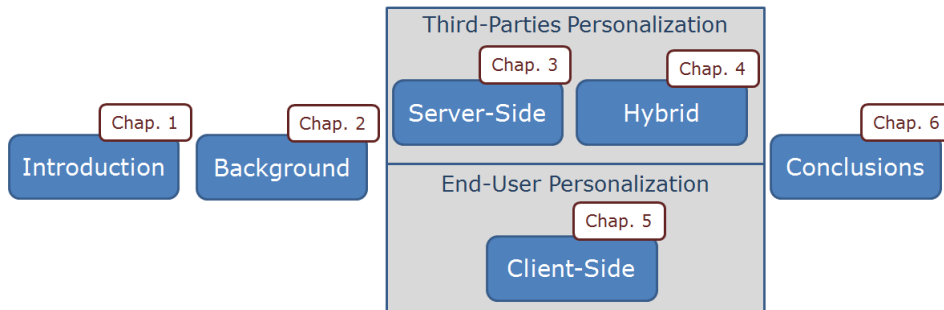 Chap. 1
Introduction
Chap. 2
Background
Third-Parties Personalization
Chap. 3
Server-Side
Chap. 4
Hybrid
End-User Personalization
Chap. 5
Client-Side
Chap. 6
Conclusions